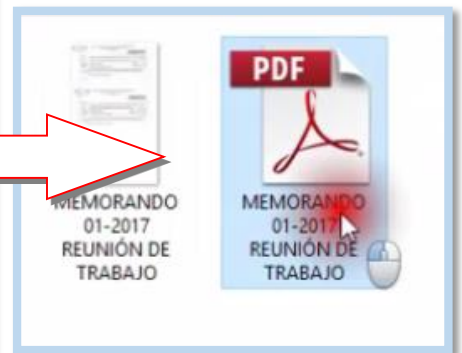 PDF
MEMORANDO
01-2017
REUNIÓN DE
TRABAJO
MEMORANDO
01-2017
REUNIÓN DE
TRABAJO